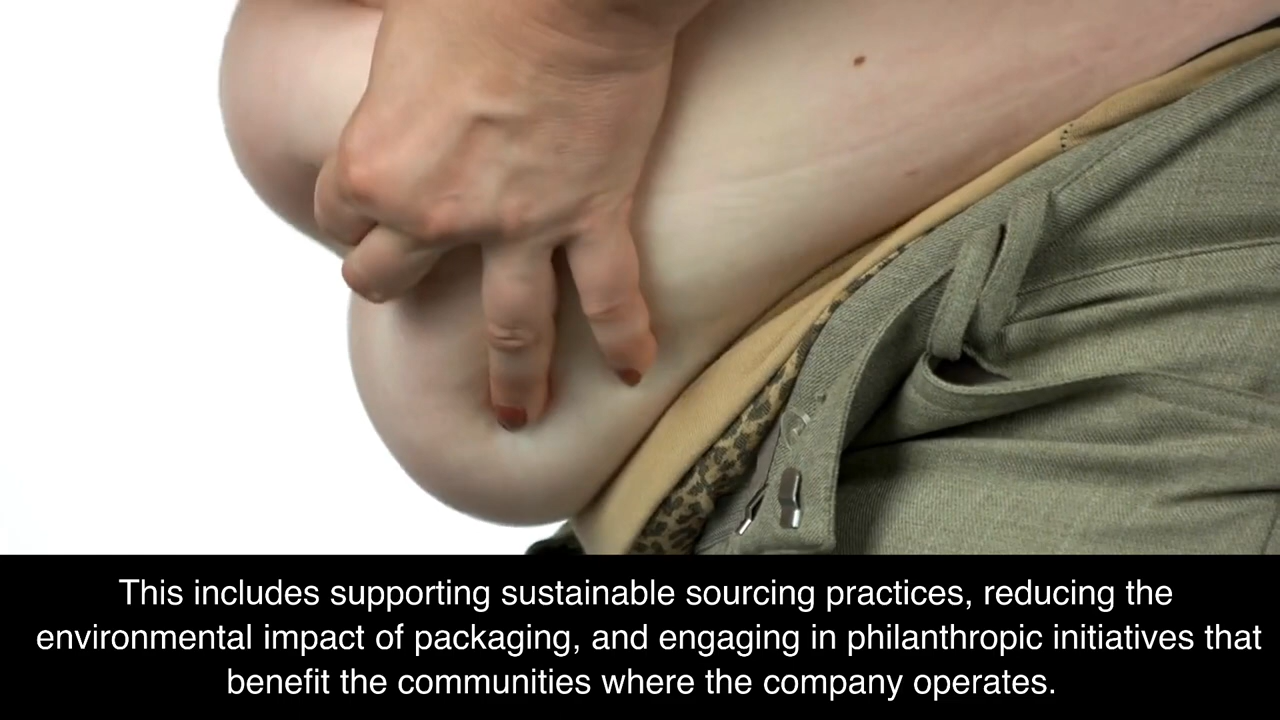 This includes supporting sustainable sourcing practices, reducing the
environmental impact of packaging, and engaging in philanthropic initiatives that
benefit the communities where the company operates.